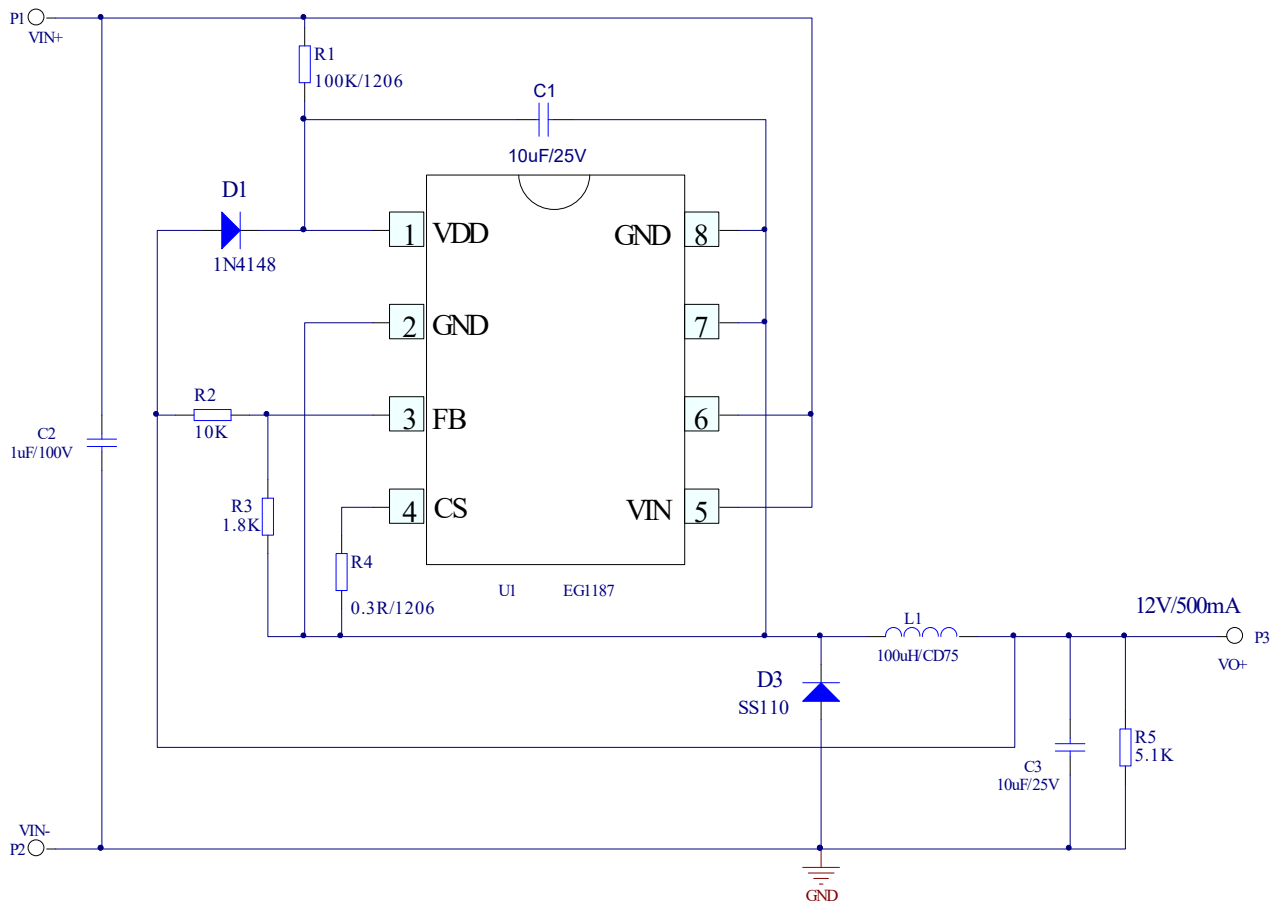 P1
VIN+
R1
100K/1206
C1
10uF/25V
D1
1N4148
1 VDD
GND 8
2 GND
7
R2
10K
3 FB
6
C2
1uF/100V
R3
1.8K
4 CS
VIN 5
R4
0.3R/1206
U1 EG1187
12V/500mA
L1
100uH/CD75
P3
VO+
D3
SS110
R5
5.1K
C3
10uF/25V
VIN-
P2
GND